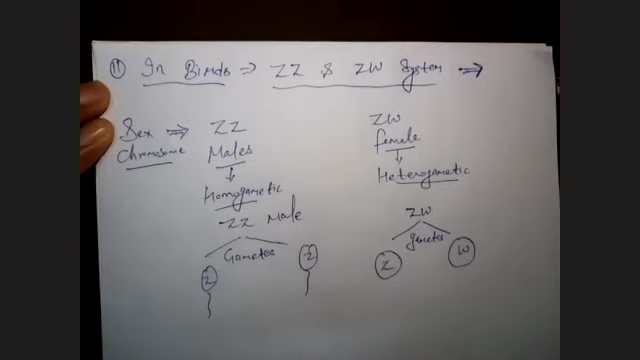 (11) In Birds ⇒ ZZ & ZW System ⇒
Sex Chromosome ⇒ ZZ Males
↓
Homogametic
ZZ Male
Gametes
Z Z
ZW
female
↓
Heterogametic
ZW
gametes
Z W